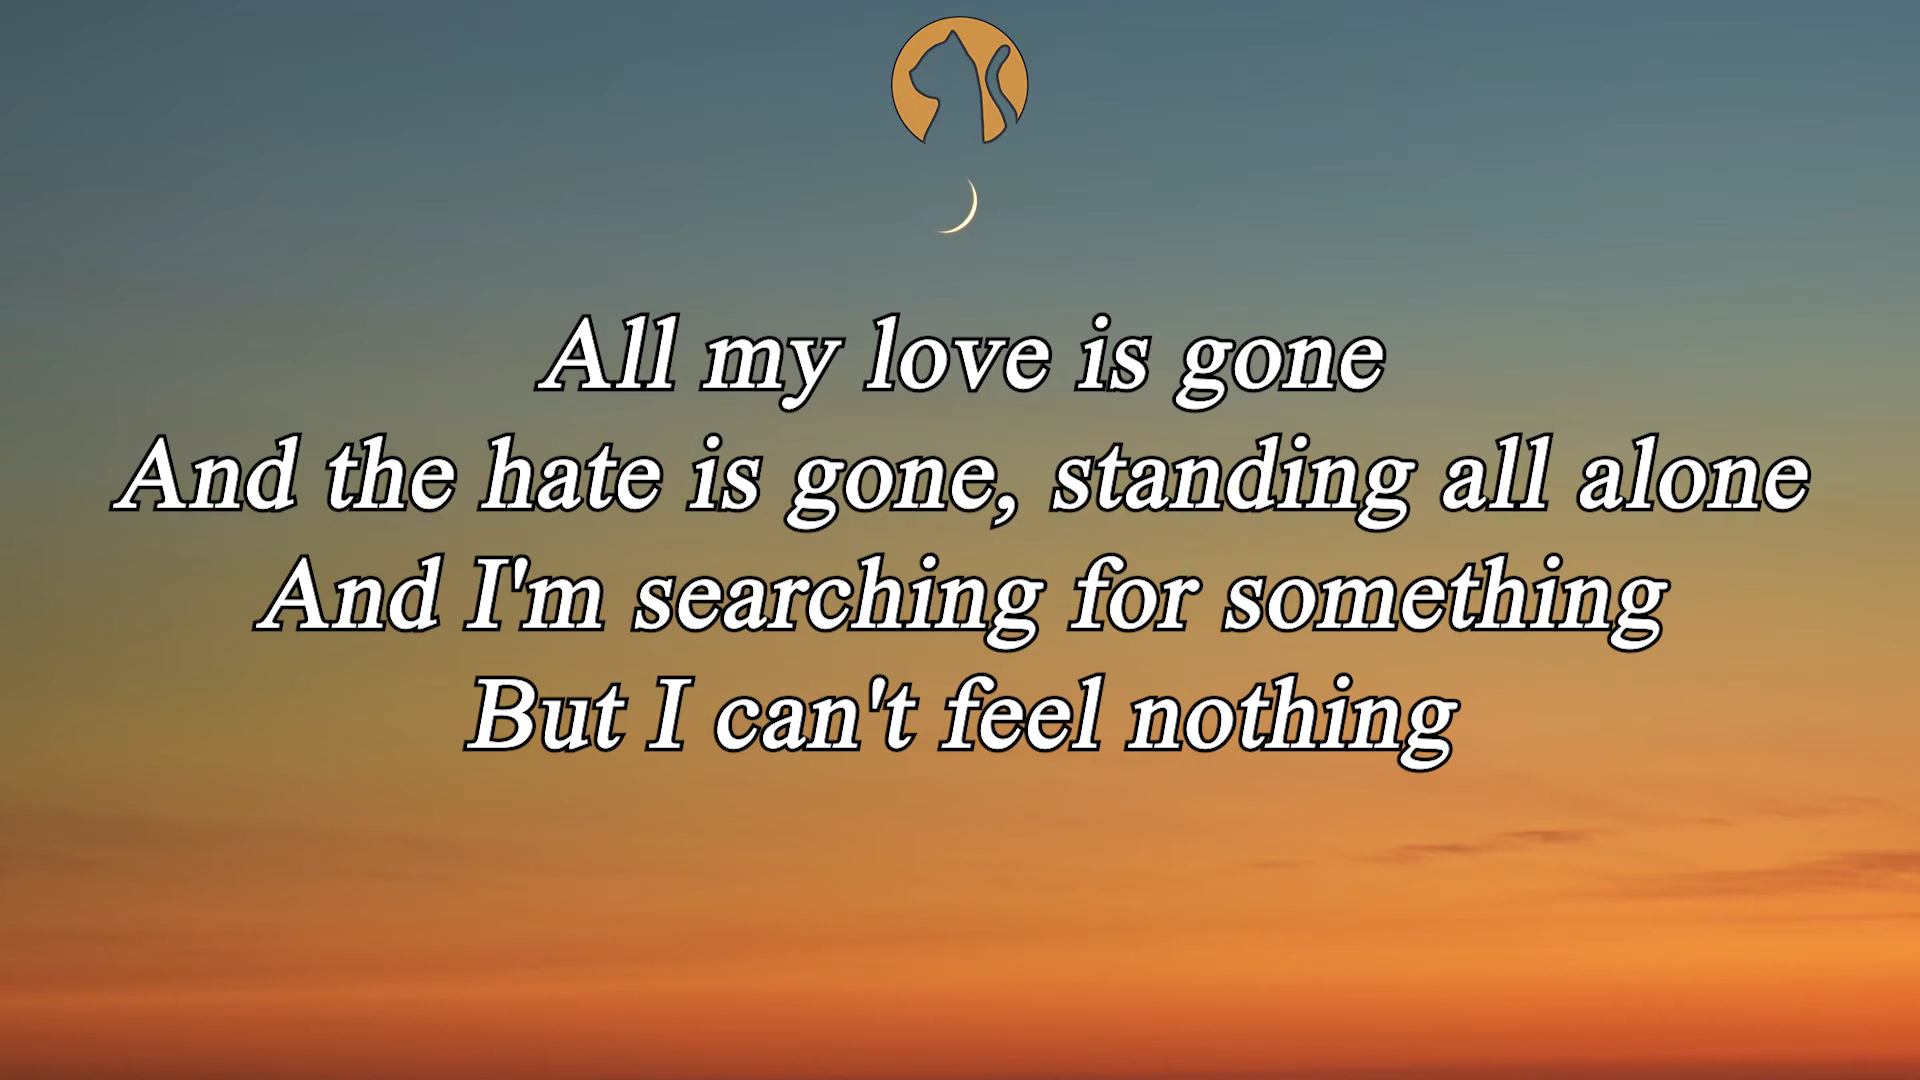 All my love is gone
And the hate is gone, standing all alone
And I'm searching for something
But I can't feel nothing